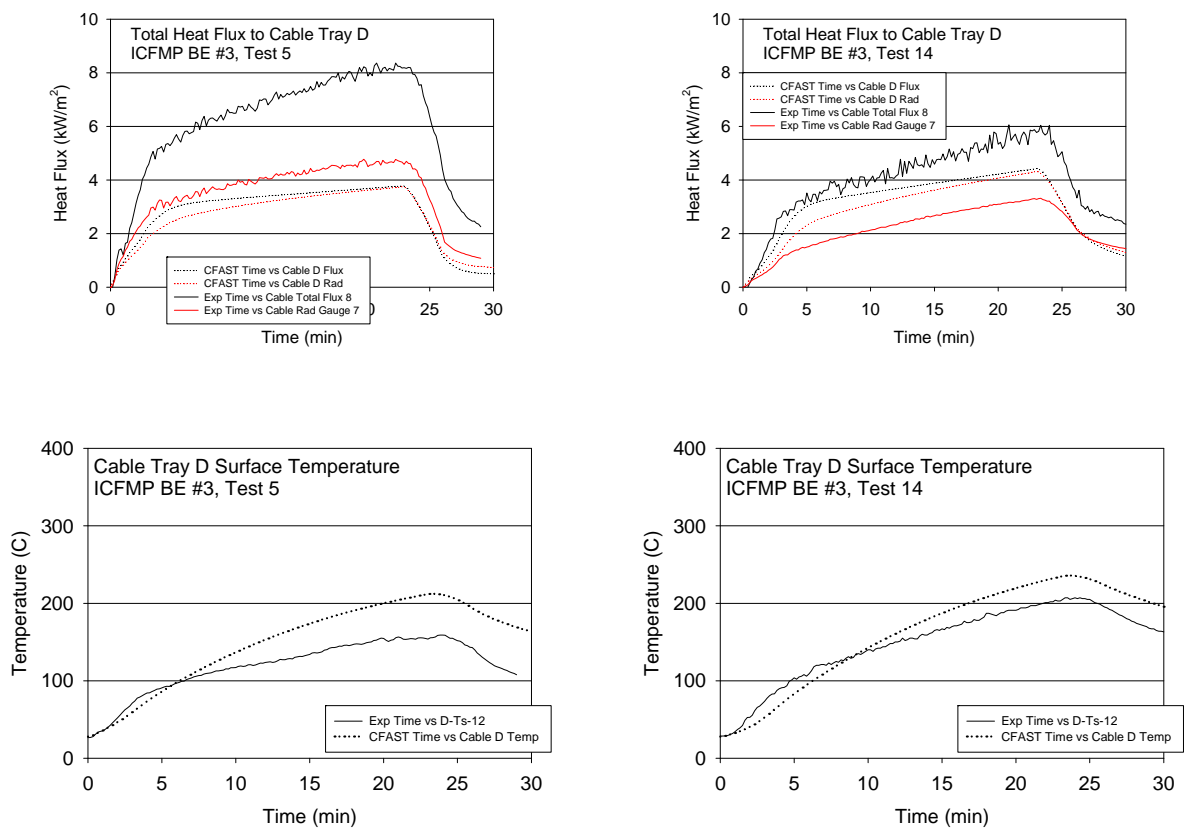 Total Heat Flux to Cable Tray D
ICFMP BE #3, Test 5
10
8
6
4
2
0
Heat Flux (kW/m2)
0
5
10
15
20
25
30
Time (min)
CFAST Time vs Cable D Flux
CFAST Time vs Cable D Rad
Exp Time vs Cable Total Flux 8
Exp Time vs Cable Rad Gauge 7
Total Heat Flux to Cable Tray D
ICFMP BE #3, Test 14
CFAST Time vs Cable D Flux
CFAST Time vs Cable D Rad
Exp Time vs Cable Total Flux 8
Exp Time vs Cable Rad Gauge 7
10
8
6
4
2
0
Heat Flux (kW/m2)
0
5
10
15
20
25
30
Time (min)
Cable Tray D Surface Temperature
ICFMP BE #3, Test 5
400
300
200
100
0
Temperature (C)
Exp Time vs D-Ts-12
CFAST Time vs Cable D Temp
0
5
10
15
20
25
30
Time (min)
Cable Tray D Surface Temperature
ICFMP BE #3, Test 14
400
300
200
100
0
Temperature (C)
Exp Time vs D-Ts-12
CFAST Time vs Cable D Temp
0
5
10
15
20
25
30
Time (min)